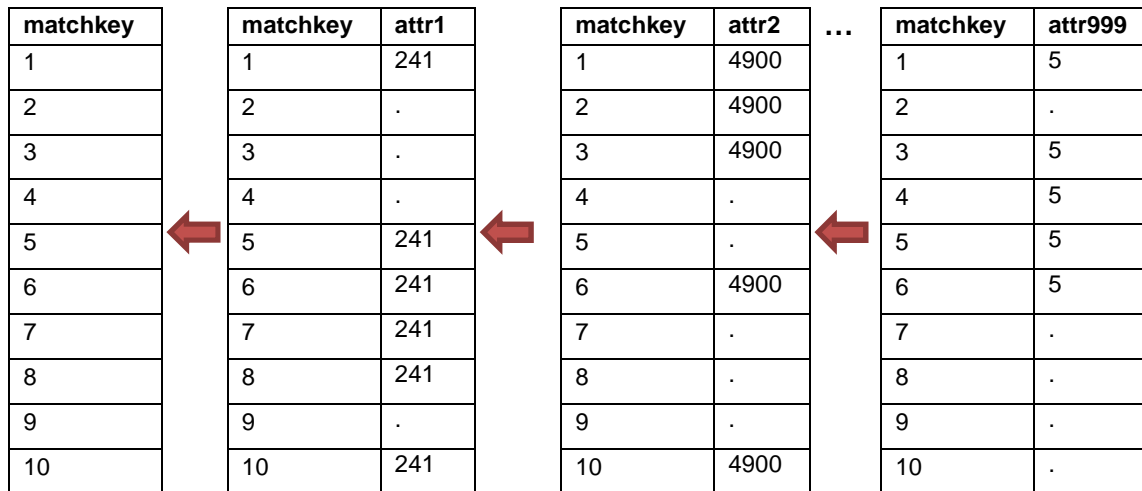 matchkey matchkey attr1 matchkey attr2 ... matchkey attr999
1 1 241 1 4900 1 5
2 2 . 2 4900 2 .
3 3 . 3 4900 3 5
4 4 . 4 . 4 5
5 5 241 5 . 5 5
6 6 241 6 4900 6 5
7 7 241 7 . 7 .
8 8 241 8 . 8 .
9 9 . 9 . 9 .
10 10 241 10 4900 10 .